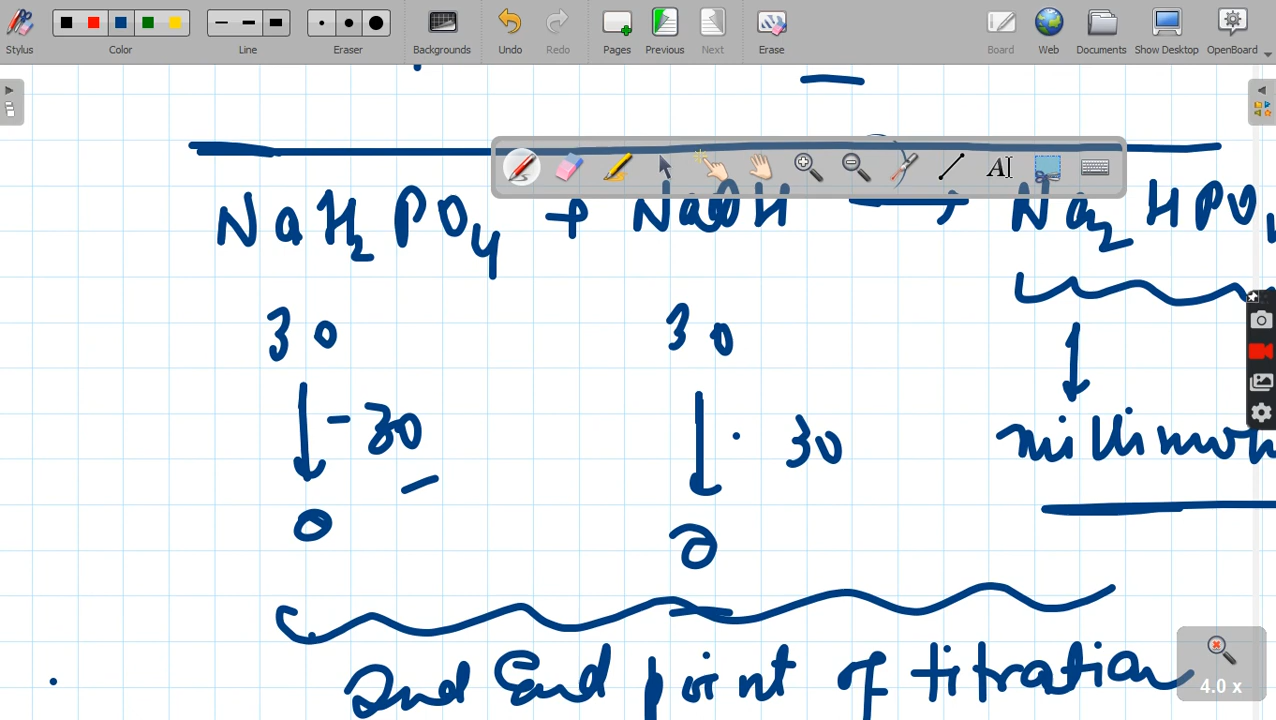 Stylus Color Line Eraser Backgrounds Undo Redo Pages Previous Next Erase Board Web Documents Show Desktop OpenBoard
NaH2PO4 + NaOH → Na2HPO4
30 30
-30 30
0 0
2nd End point of titration
4.0 x